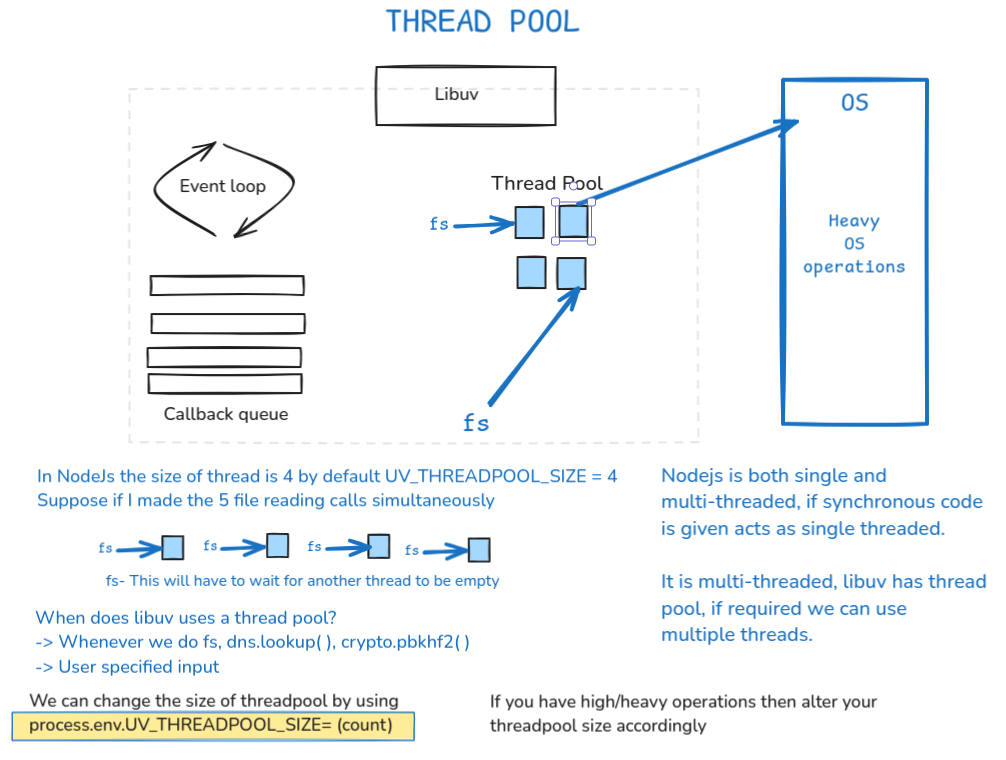 THREAD POOL
Libuv
OS
Event loop
Thread Pool
fs
Heavy
OS
operations
Callback queue
fs
In NodeJs the size of thread is 4 by default UV_THREADPOOL_SIZE = 4
Suppose if I made the 5 file reading calls simultaneously
fs
fs
fs
fs
fs- This will have to wait for another thread to be empty
When does libuv uses a thread pool?
-> Whenever we do fs, dns.lookup( ), crypto.pbkhf2( )
-> User specified input
We can change the size of threadpool by using
process.env.UV_THREADPOOL_SIZE= (count)
Nodejs is both single and
multi-threaded, if synchronous code
is given acts as single threaded.
It is multi-threaded, libuv has thread
pool, if required we can use
multiple threads.
If you have high/heavy operations then alter your
threadpool size accordingly